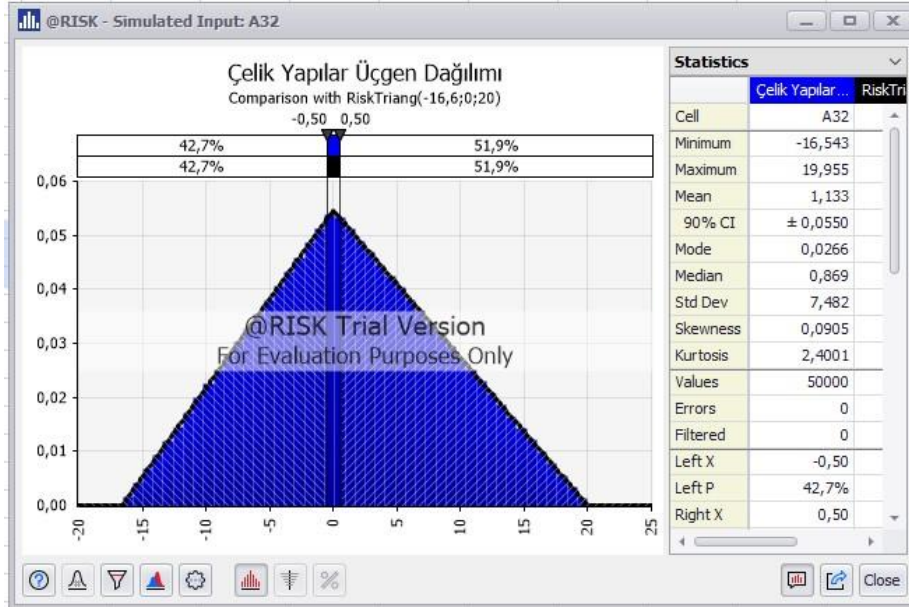 @RISK - Simulated Input: A32
Çelik Yapılar Üçgen Dağılımı
Comparison with RiskTriang(-16,6;0;20)
-0,50 0,50
42,7% 51,9%
42,7% 51,9%
0,06
0,05
0,04
0,03
0,02
0,01
0,00
-20 -15 -10 -5 0 5 10 15 20 25
@RISK Trial Version
For Evaluation Purposes Only
Statistics
Çelik Yapılar... RiskTri
Cell A32
Minimum -16,543
Maximum 19,955
Mean 1,133
90% CI ± 0,0550
Mode 0,0266
Median 0,869
Std Dev 7,482
Skewness 0,0905
Kurtosis 2,4001
Values 50000
Errors 0
Filtered 0
Left X -0,50
Left P 42,7%
Right X 0,50
Close